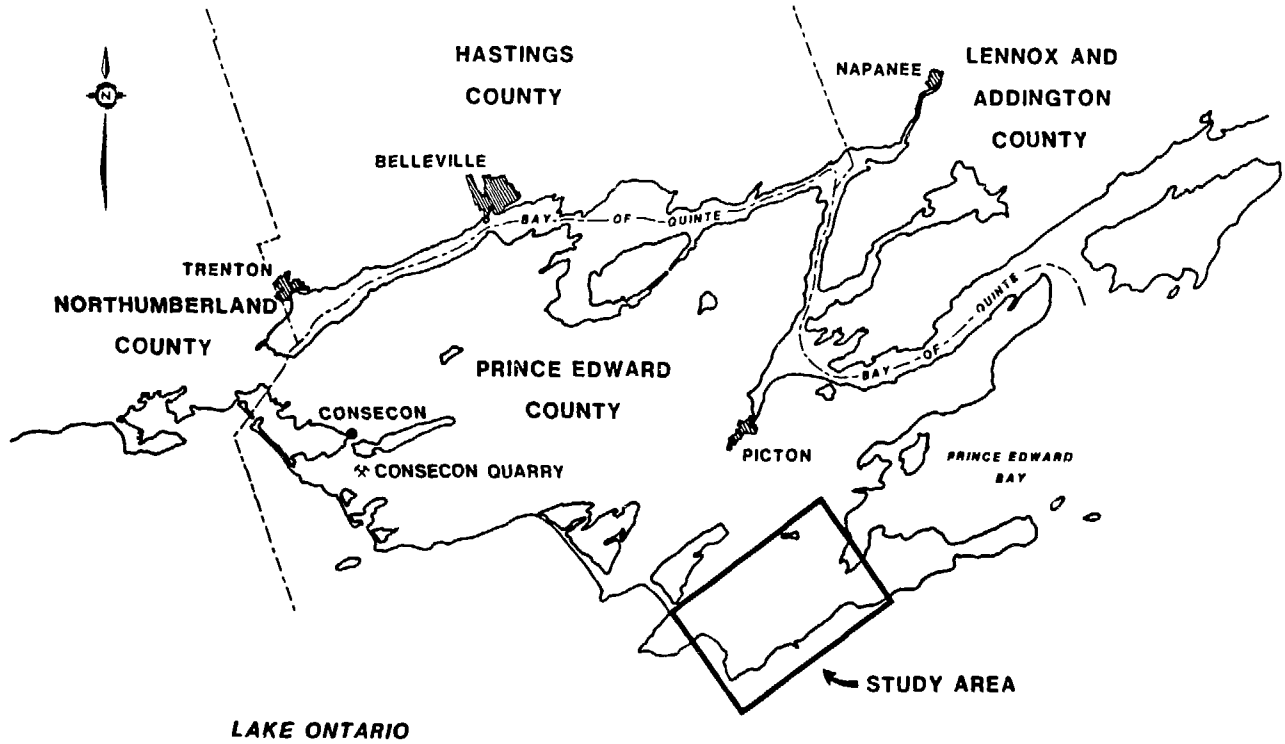 HASTINGS
COUNTY
LENNOX AND
ADDINGTON
COUNTY
NAPANEE
N
BELLEVILLE
BAY OF QUINTE
TRENTON
NORTHUMBERLAND
COUNTY
BAY OF QUINTE
PRINCE EDWARD
COUNTY
CONSECON
CONSECON QUARRY
PICTON
PRINCE EDWARD
BAY
STUDY AREA
LAKE ONTARIO